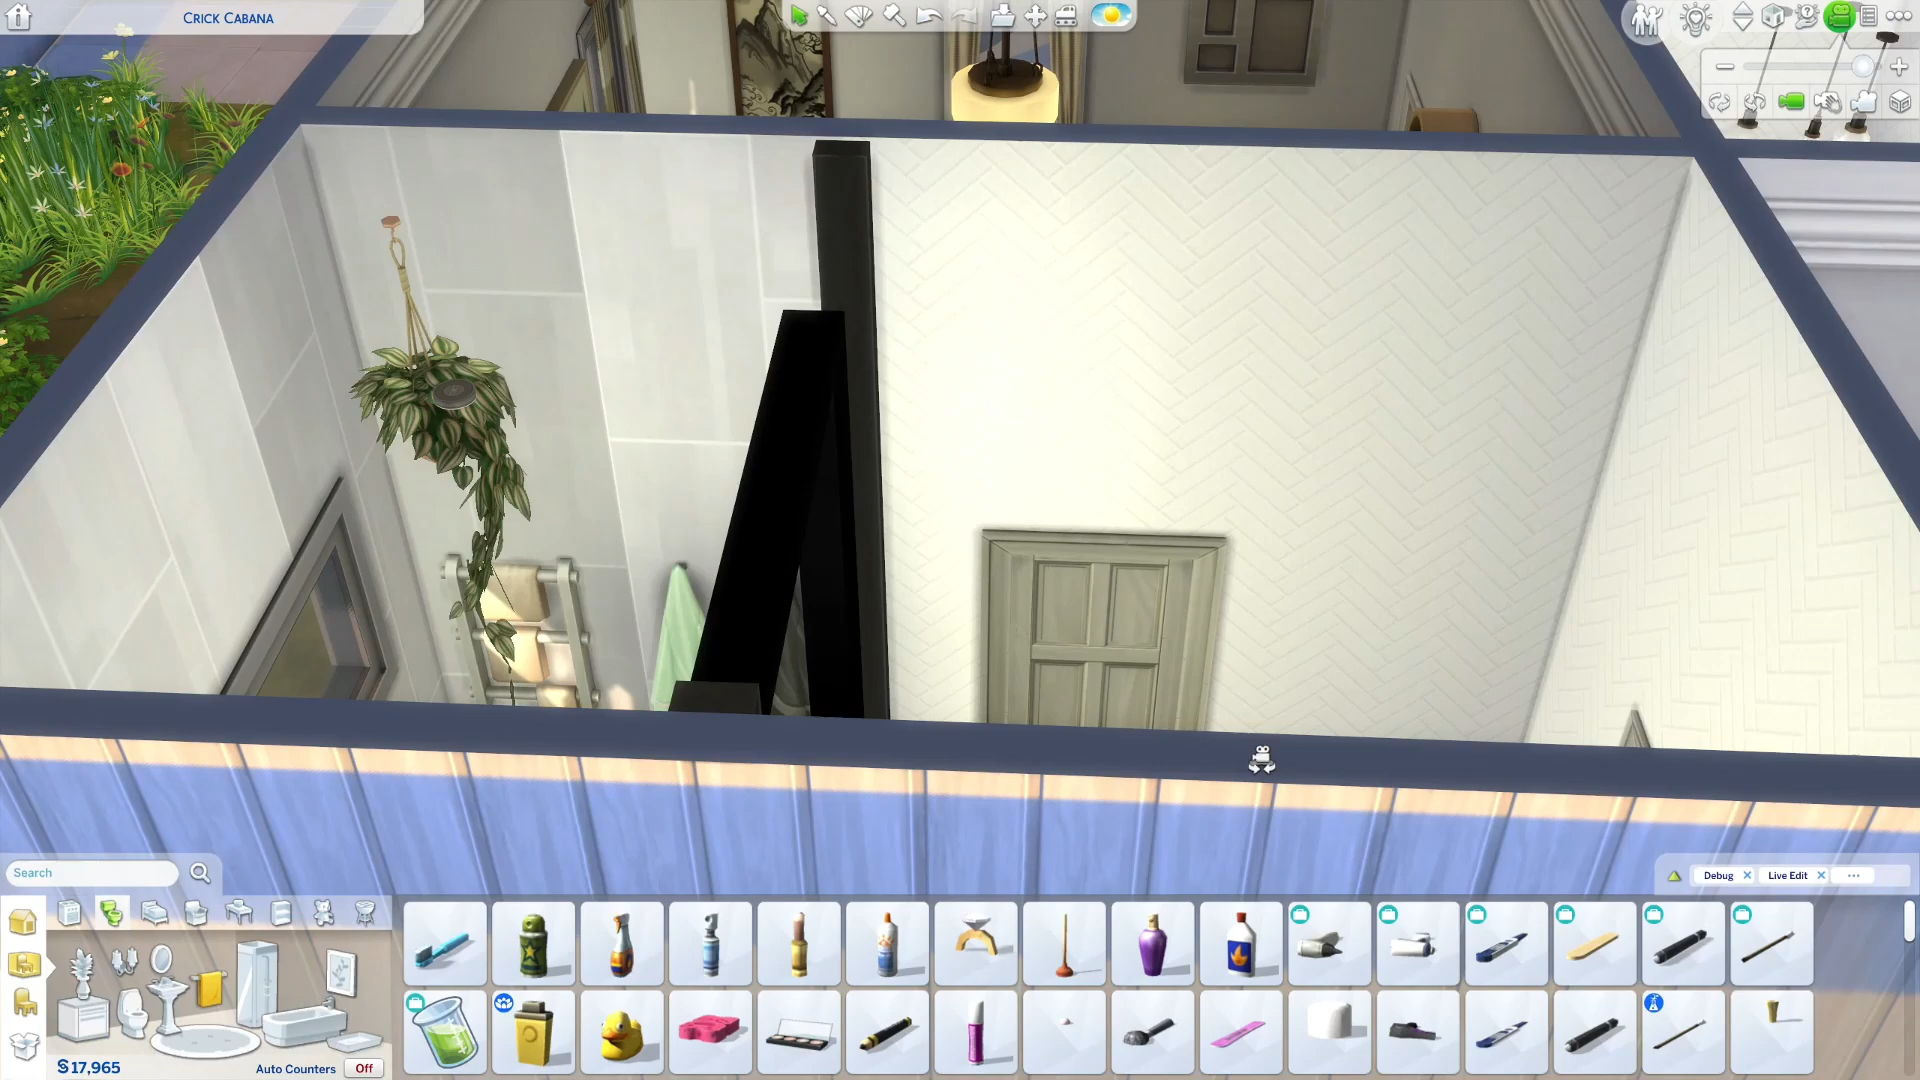 CRICK CABANA
Search
Debug
Live Edit
§17,965
Auto Counters
Off